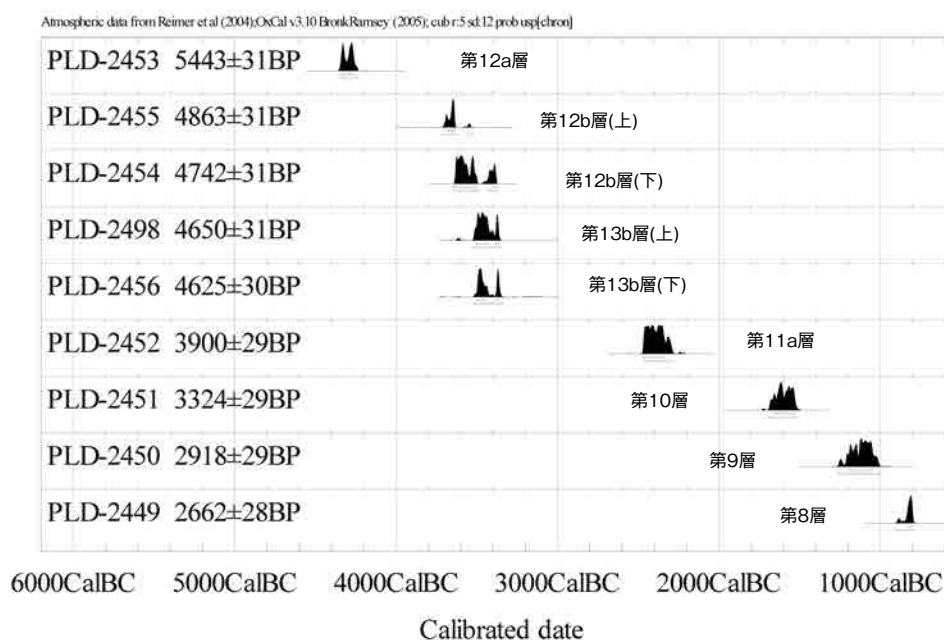 Atmospheric data from Reimer et al (2004);OxCal v3.10 Bronk Ramsey (2005); cub r:5 sd:12 prob usp[chron]
PLD-2453 5443±31BP 第12a層
PLD-2455 4863±31BP 第12b層(上)
PLD-2454 4742±31BP 第12b層(下)
PLD-2498 4650±31BP 第13b層(上)
PLD-2456 4625±30BP 第13b層(下)
PLD-2452 3900±29BP 第11a層
PLD-2451 3324±29BP 第10層
PLD-2450 2918±29BP 第9層
PLD-2449 2662±28BP 第8層
6000CalBC 5000CalBC 4000CalBC 3000CalBC 2000CalBC 1000CalBC
Calibrated date